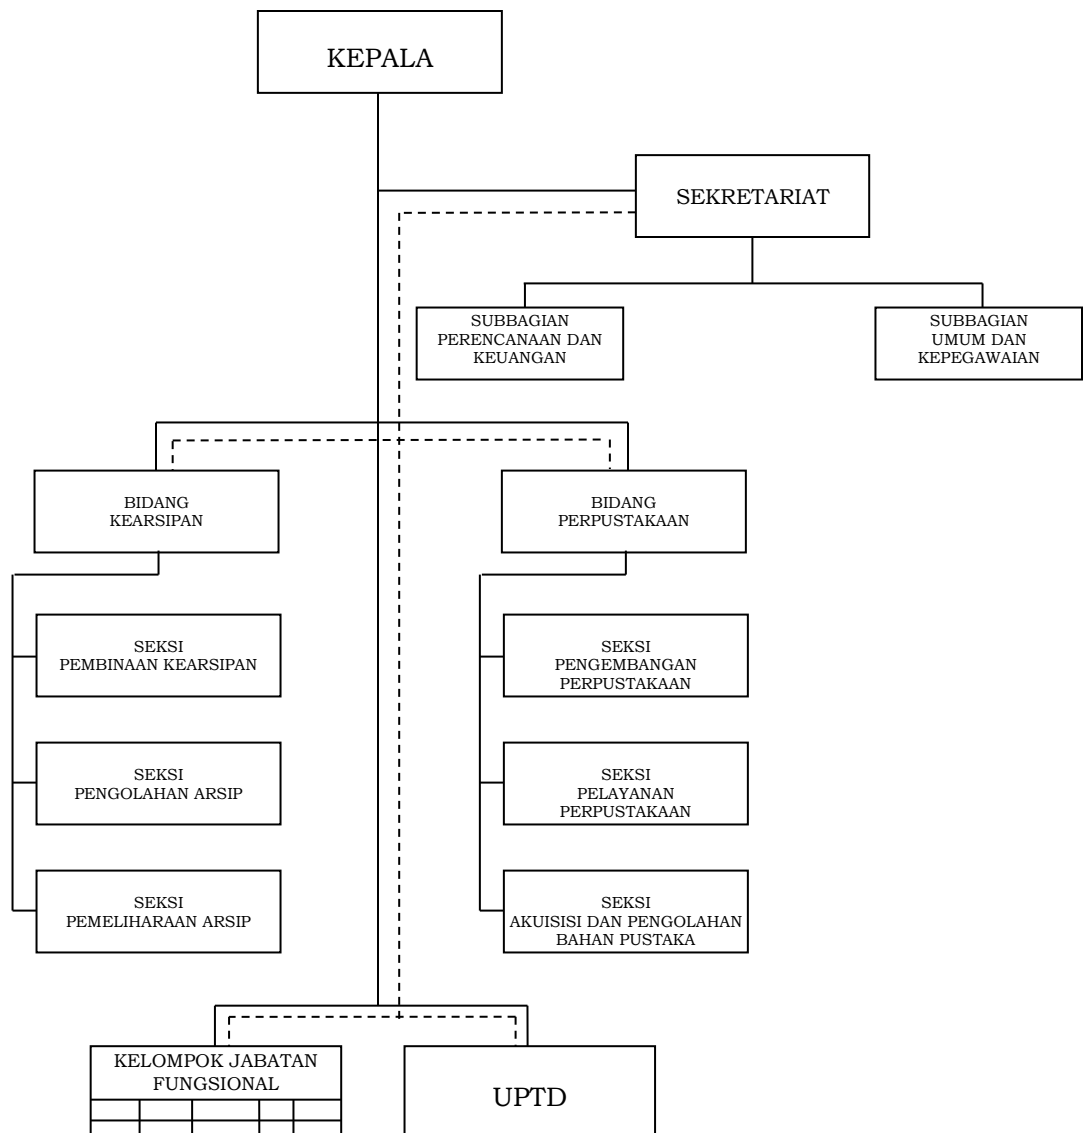 KEPALA
SEKRETARIAT
SUBBAGIAN
PERENCANAAN DAN
KEUANGAN
SUBBAGIAN
UMUM DAN
KEPEGAWAIAN
BIDANG
KEARSIPAN
BIDANG
PERPUSTAKAAN
SEKSI
PEMBINAAN KEARSIPAN
SEKSI
PENGEMBANGAN
PERPUSTAKAAN
SEKSI
PENGOLAHAN ARSIP
SEKSI
PELAYANAN
PERPUSTAKAAN
SEKSI
PEMELIHARAAN ARSIP
SEKSI
AKUISISI DAN PENGOLAHAN
BAHAN PUSTAKA
KELOMPOK JABATAN
FUNGSIONAL
UPTD